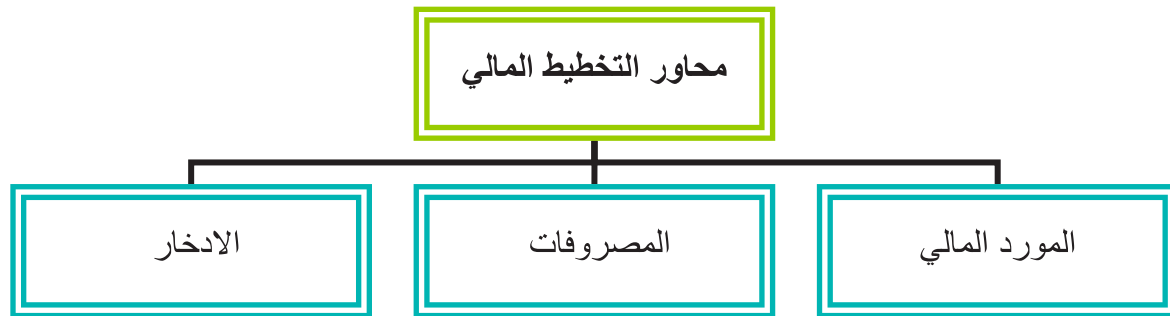 محاور التخطيط المالي
المورد المالي
المصروفات
الادخار